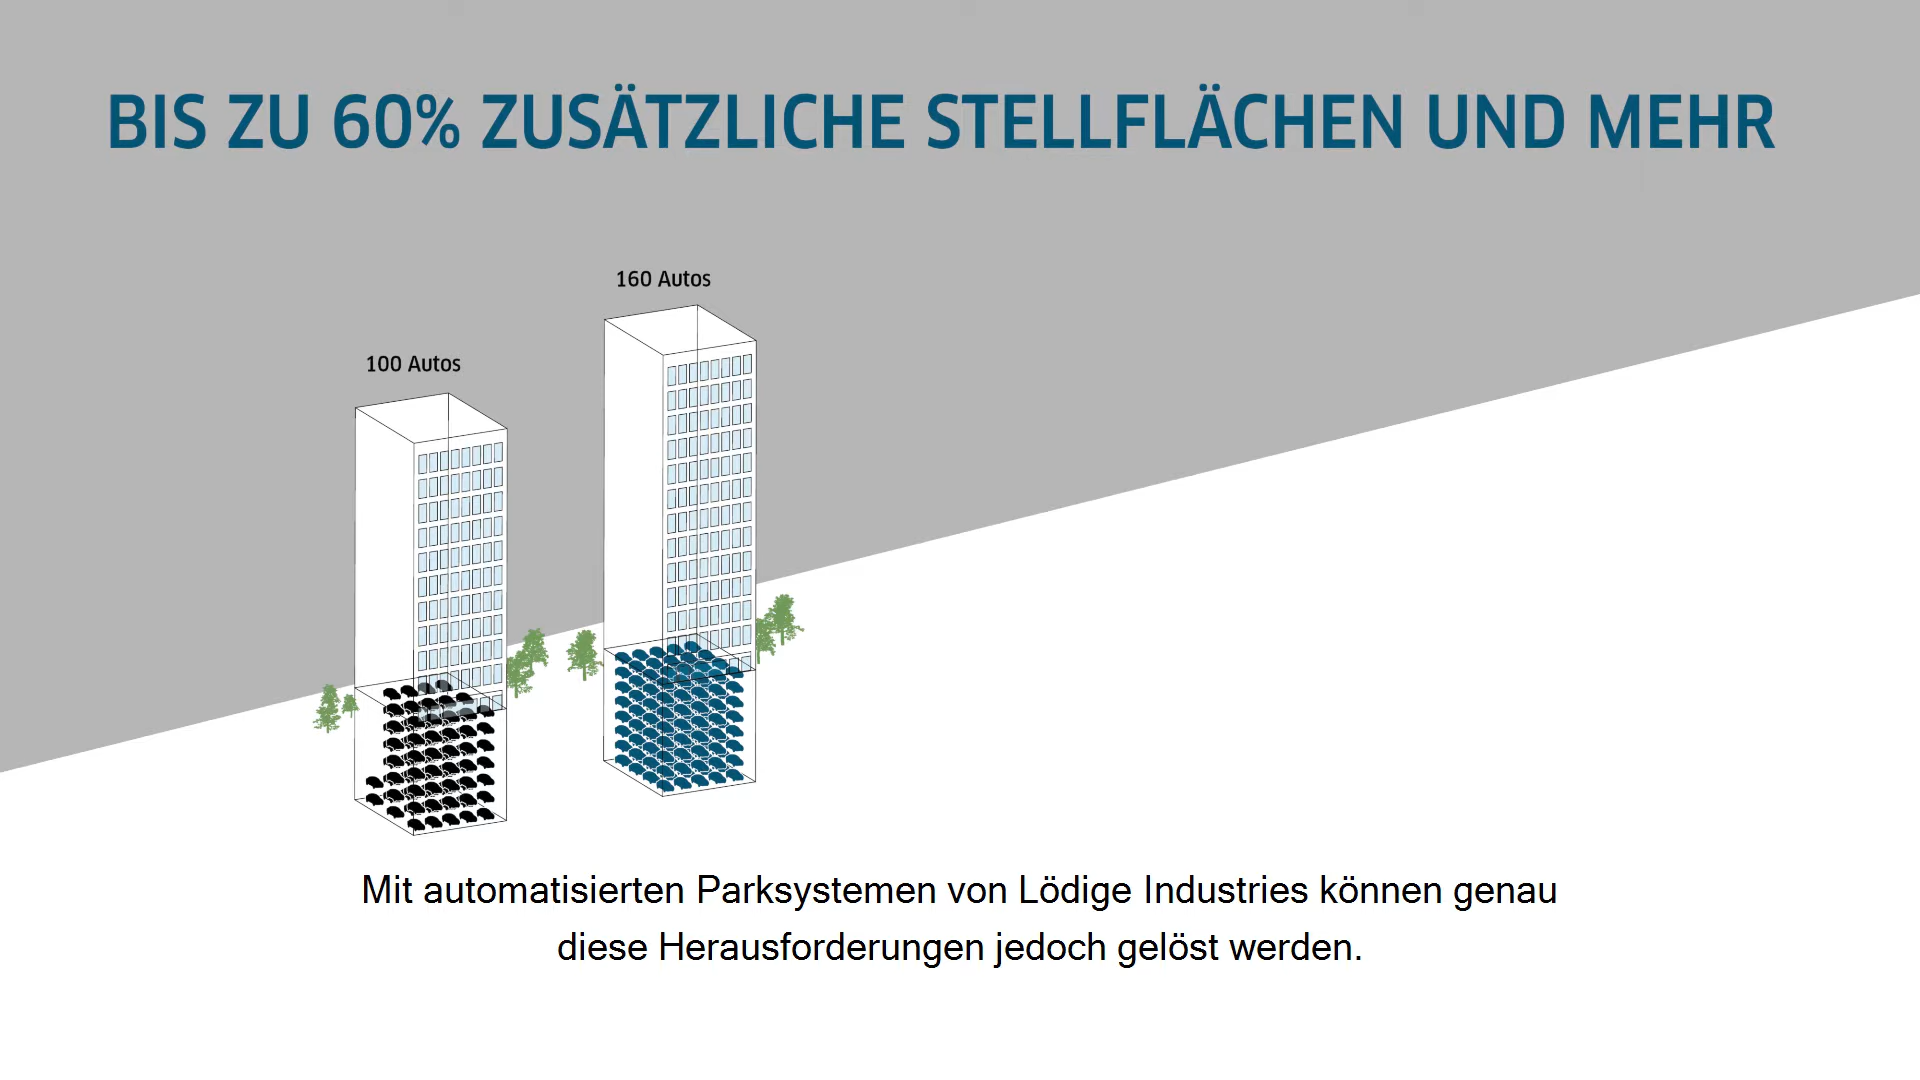 BIS ZU 60% ZUSÄTZLICHE STELLFLÄCHEN UND MEHR
160 Autos
100 Autos
Mit automatisierten Parksystemen von Lödige Industries können genau
diese Herausforderungen jedoch gelöst werden.